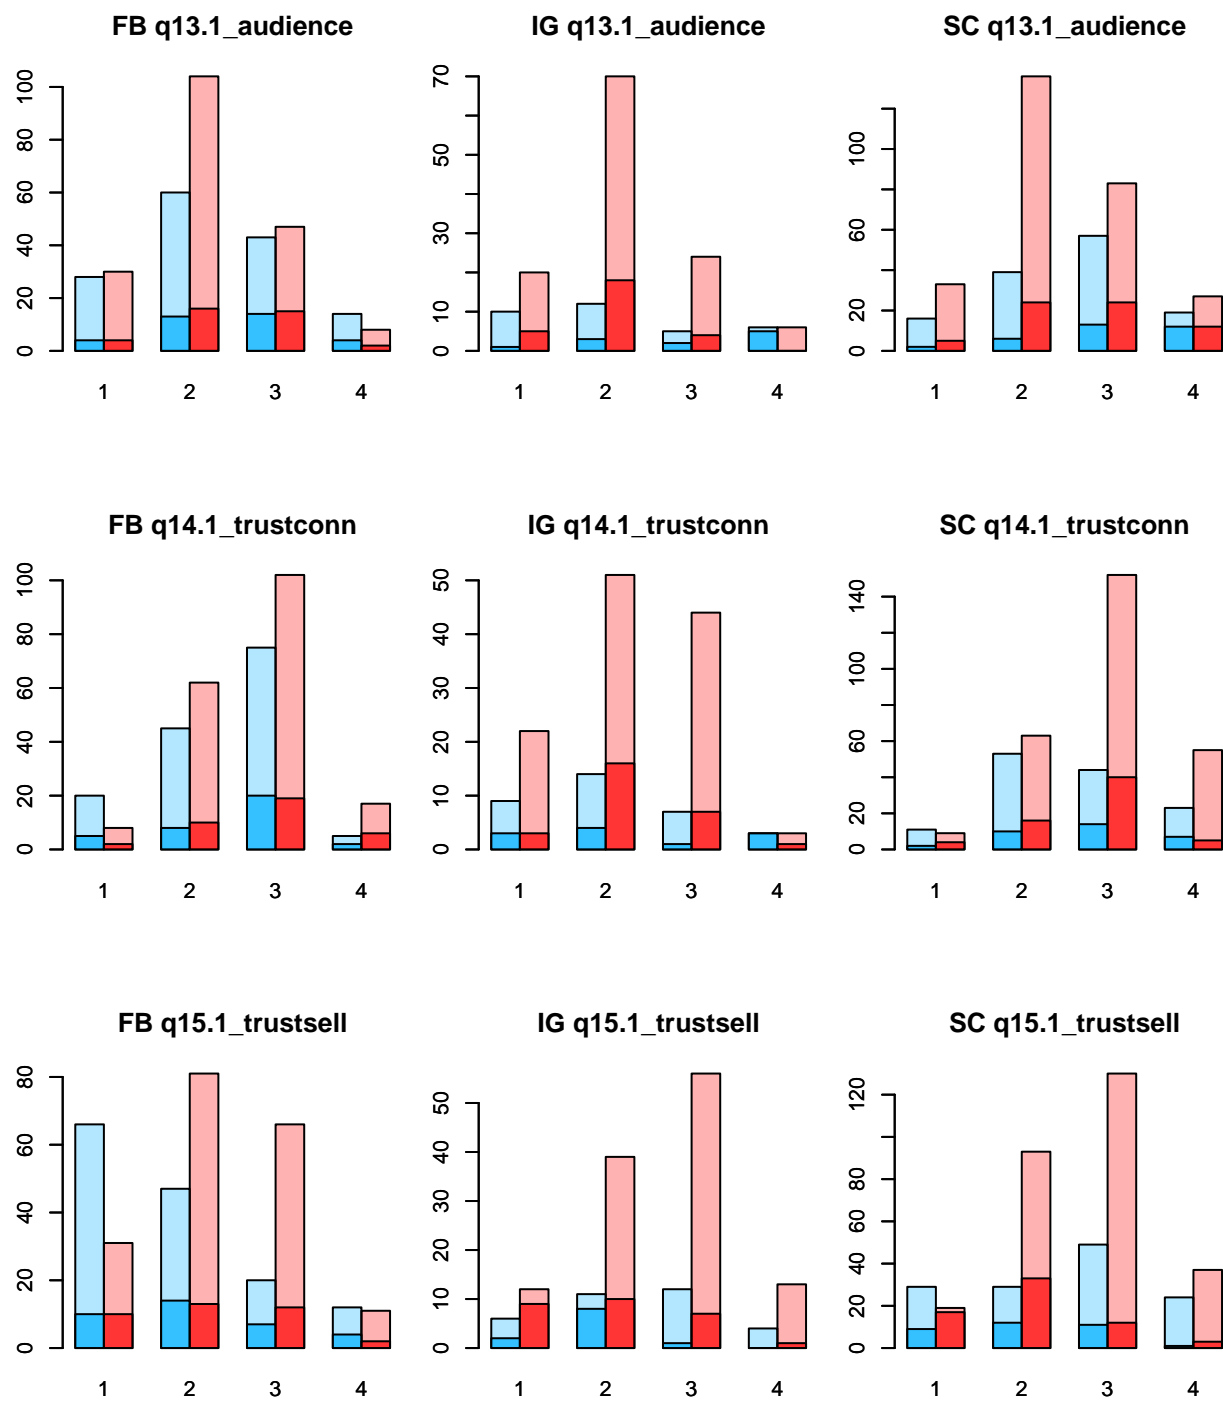 FB q13.1_audience IG q13.1_audience SC q13.1_audience
0 20 40 60 80 100
1 2 3 4
0 10 30 50 70
1 2 3 4
0 20 60 100
1 2 3 4
FB q14.1_trustconn IG q14.1_trustconn SC q14.1_trustconn
0 20 40 60 80 100
1 2 3 4
0 10 20 30 40 50
1 2 3 4
0 20 60 100 140
1 2 3 4
FB q15.1_trustsell IG q15.1_trustsell SC q15.1_trustsell
0 20 40 60 80
1 2 3 4
0 10 20 30 40 50
1 2 3 4
0 20 40 60 80 120
1 2 3 4